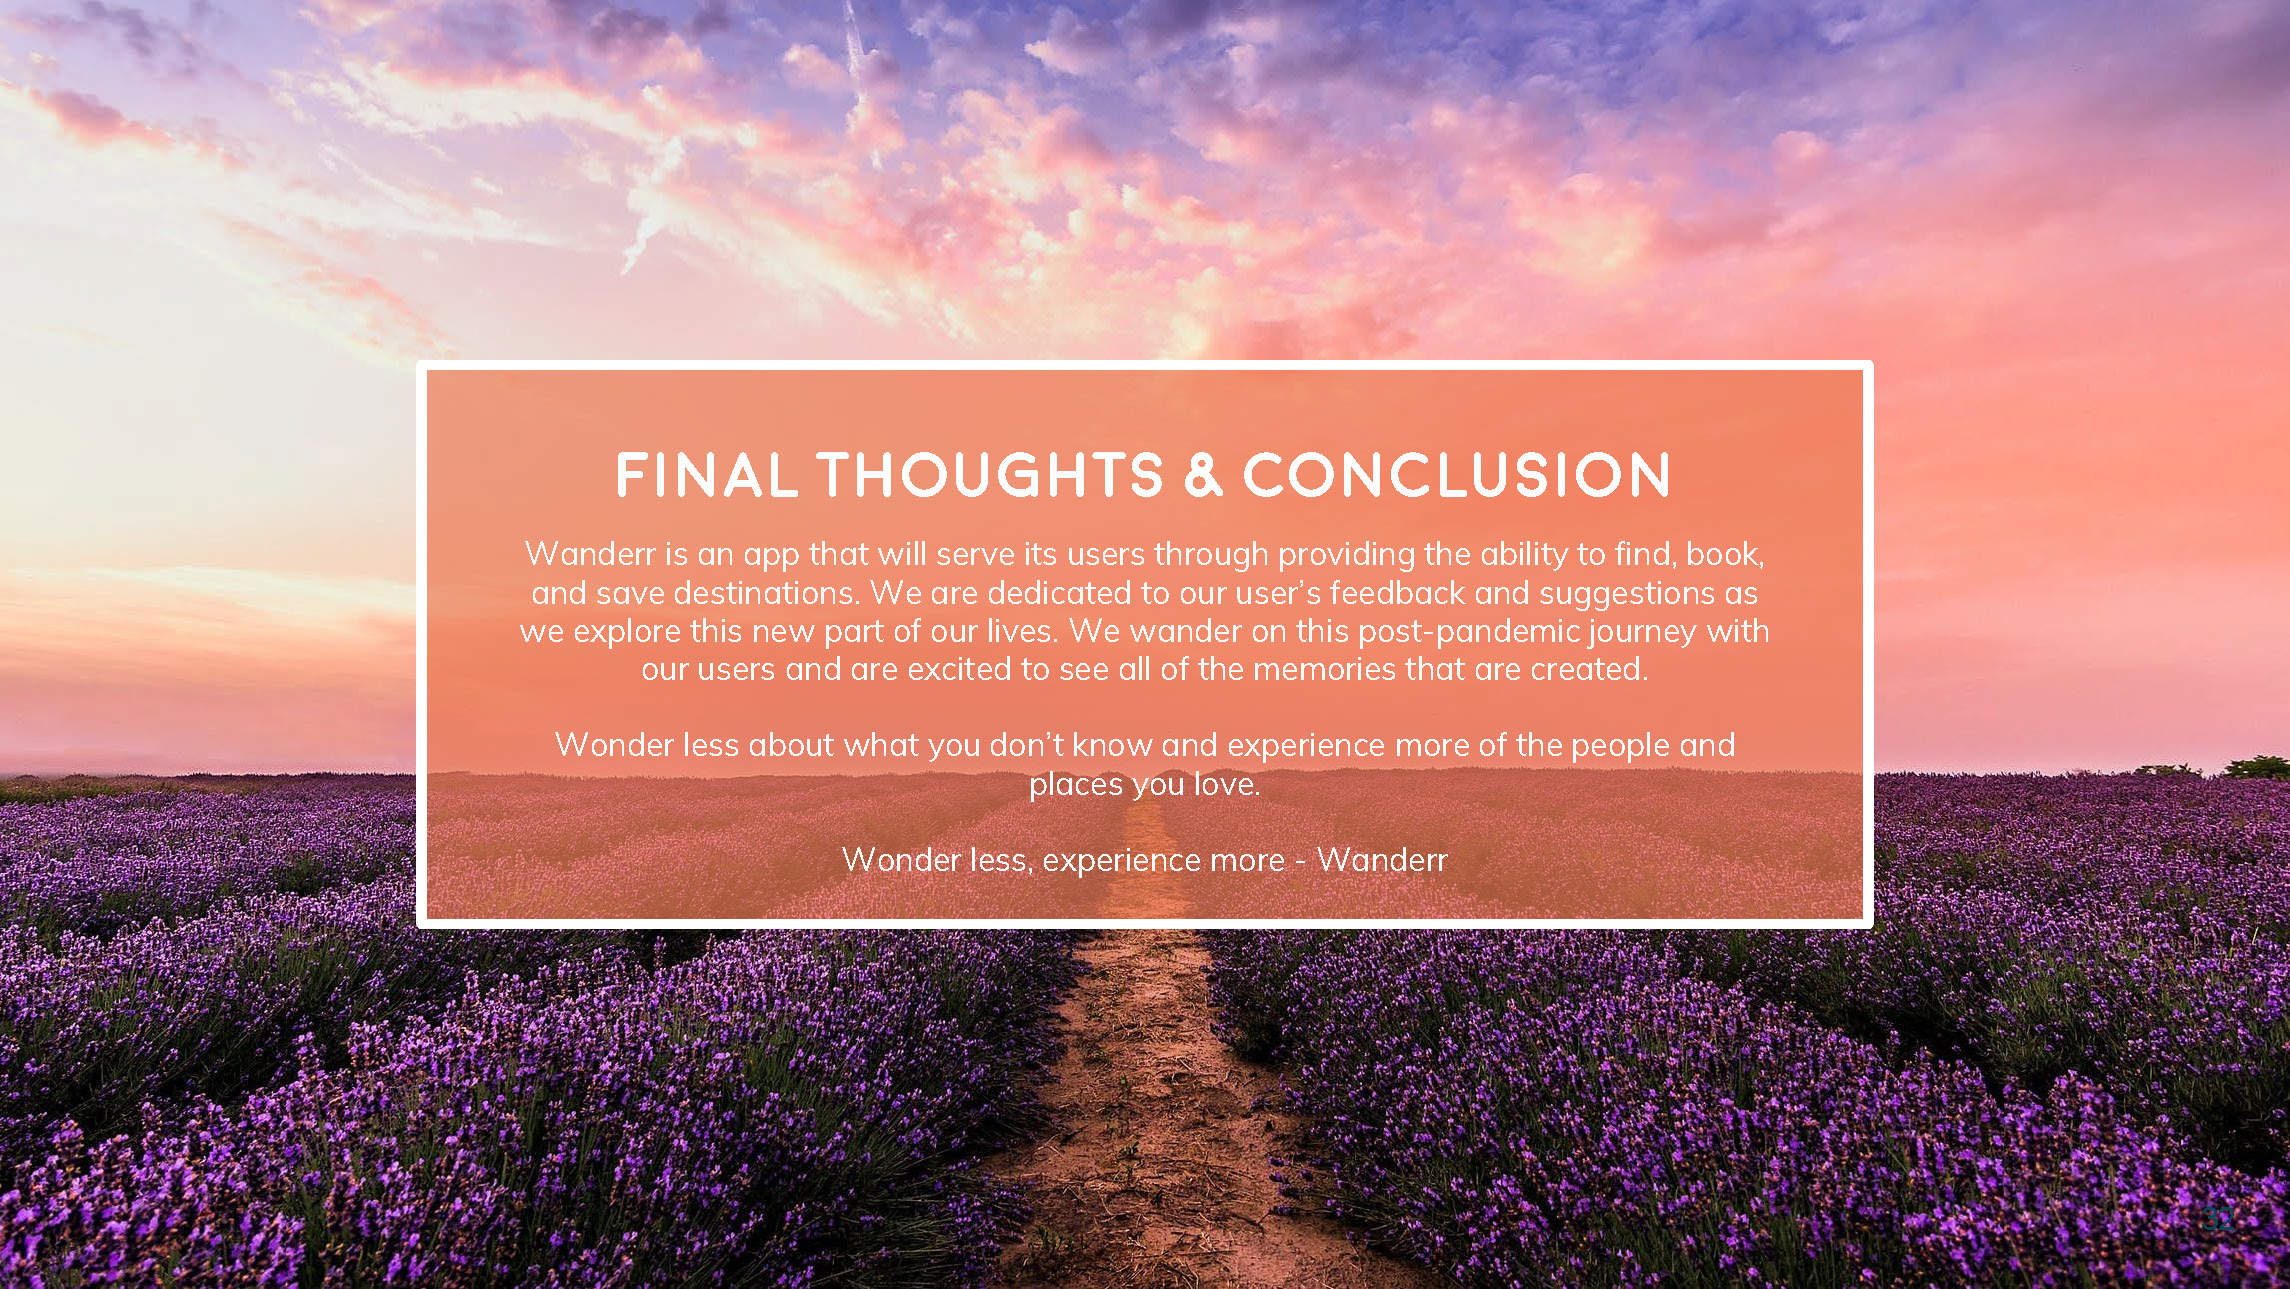 FINAL THOUGHTS & CONCLUSION
Wanderr is an app that will serve its users through providing the ability to find, book,
and save destinations. We are dedicated to our user’s feedback and suggestions as
we explore this new part of our lives. We wander on this post-pandemic journey with
our users and are excited to see all of the memories that are created.
Wonder less about what you don’t know and experience more of the people and
places you love.
Wonder less, experience more - Wanderr
32